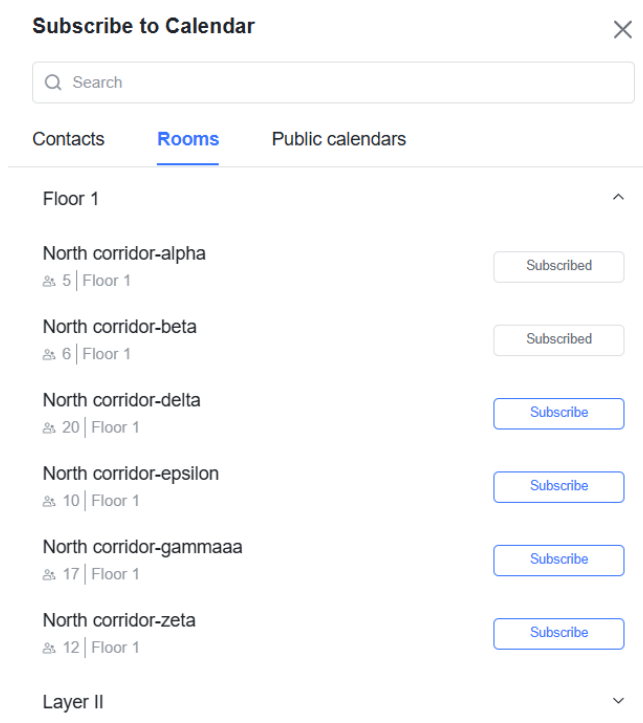 Subscribe to Calendar
Search
Contacts Rooms Public calendars
Floor 1
North corridor-alpha
5 | Floor 1
Subscribed
North corridor-beta
6 | Floor 1
Subscribed
North corridor-delta
20 | Floor 1
Subscribe
North corridor-epsilon
10 | Floor 1
Subscribe
North corridor-gammaaa
17 | Floor 1
Subscribe
North corridor-zeta
12 | Floor 1
Subscribe
Layer II